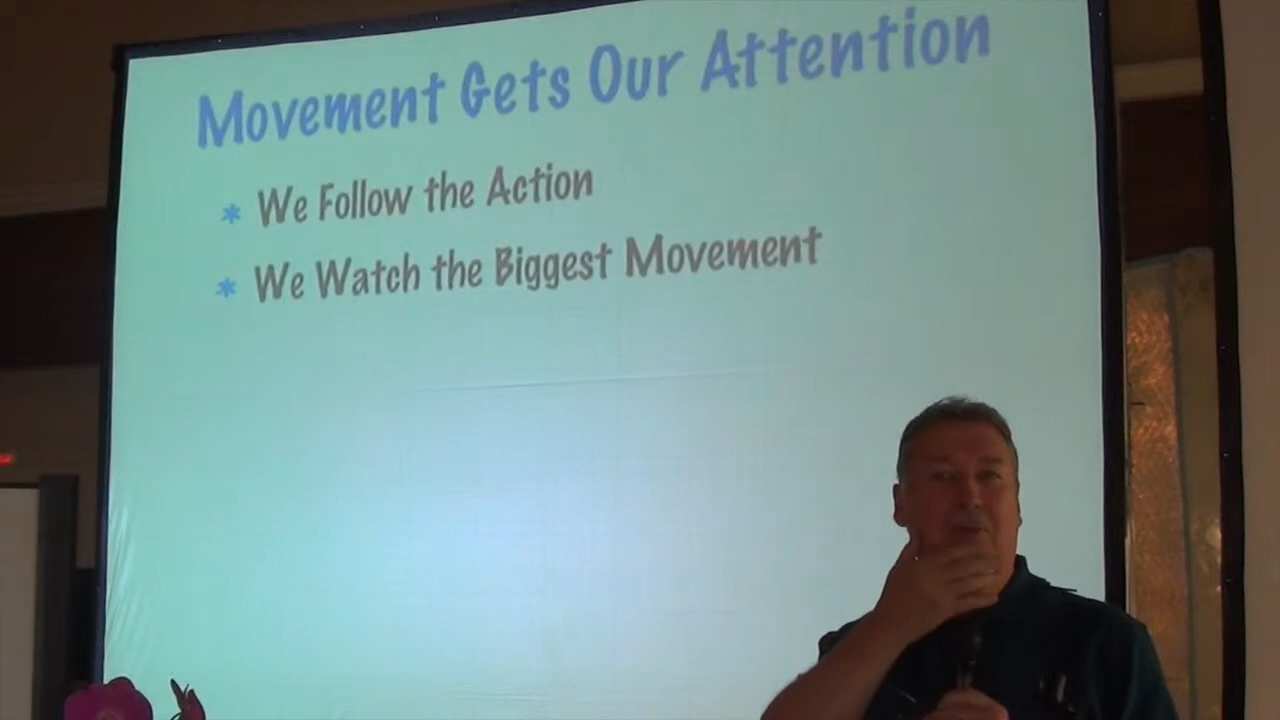 Movement Gets Our Attention
* We Follow the Action
* We Watch the Biggest Movement